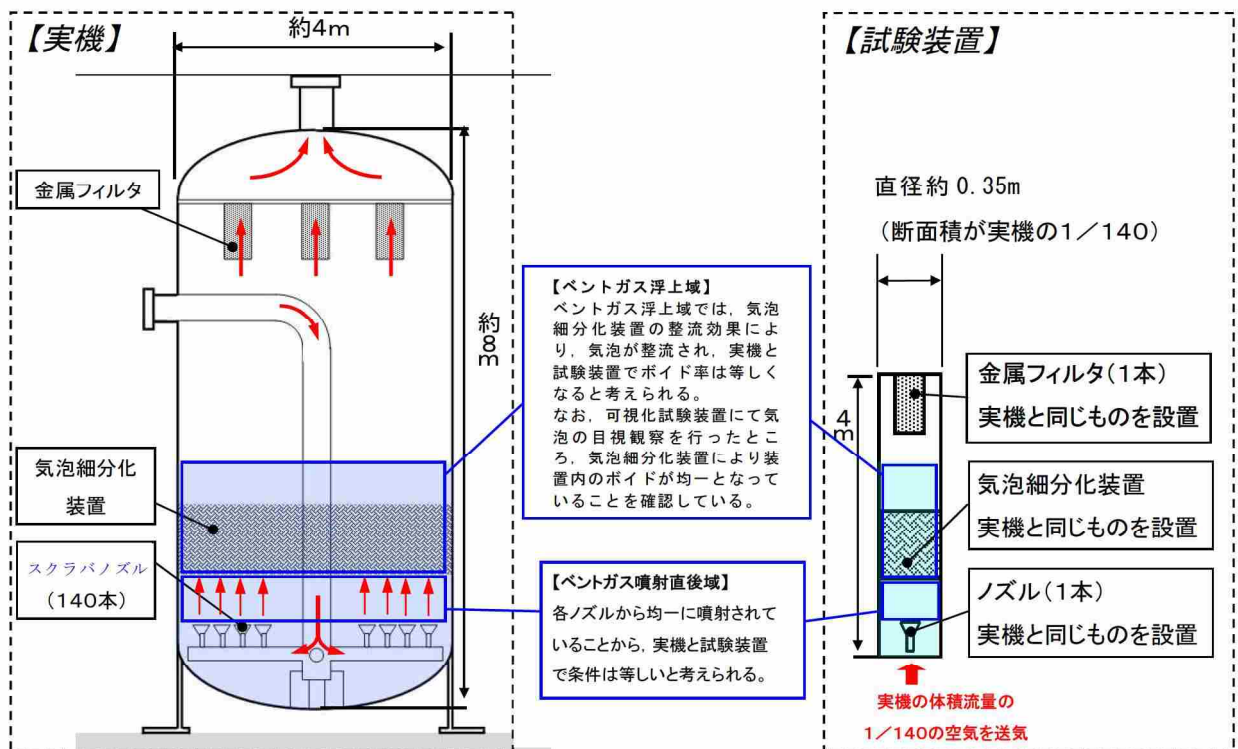 【実機】
約4m
金属フィルタ
約8m
気泡細分化
装置
スクラバノズル
(140本)
【ベントガス浮上域】
ベントガス浮上域では，気泡
細分化装置の整流効果によ
り，気泡が整流され，実機と
試験装置でボイド率は等しく
なると考えられる。
なお，可視化試験装置にて気
泡の目視観察を行ったとこ
ろ，気泡細分化装置により装
置内のボイドが均一となって
いることを確認している。
【ベントガス噴射直後域】
各ノズルから均一に噴射されて
いることから，実機と試験装置
で条件は等しいと考えられる。
【試験装置】
直径約0.35m
（断面積が実機の1／140）
4m
金属フィルタ(1本)
実機と同じものを設置
気泡細分化装置
実機と同じものを設置
ノズル(1本)
実機と同じものを設置
実機の体積流量の
1／140の空気を送気